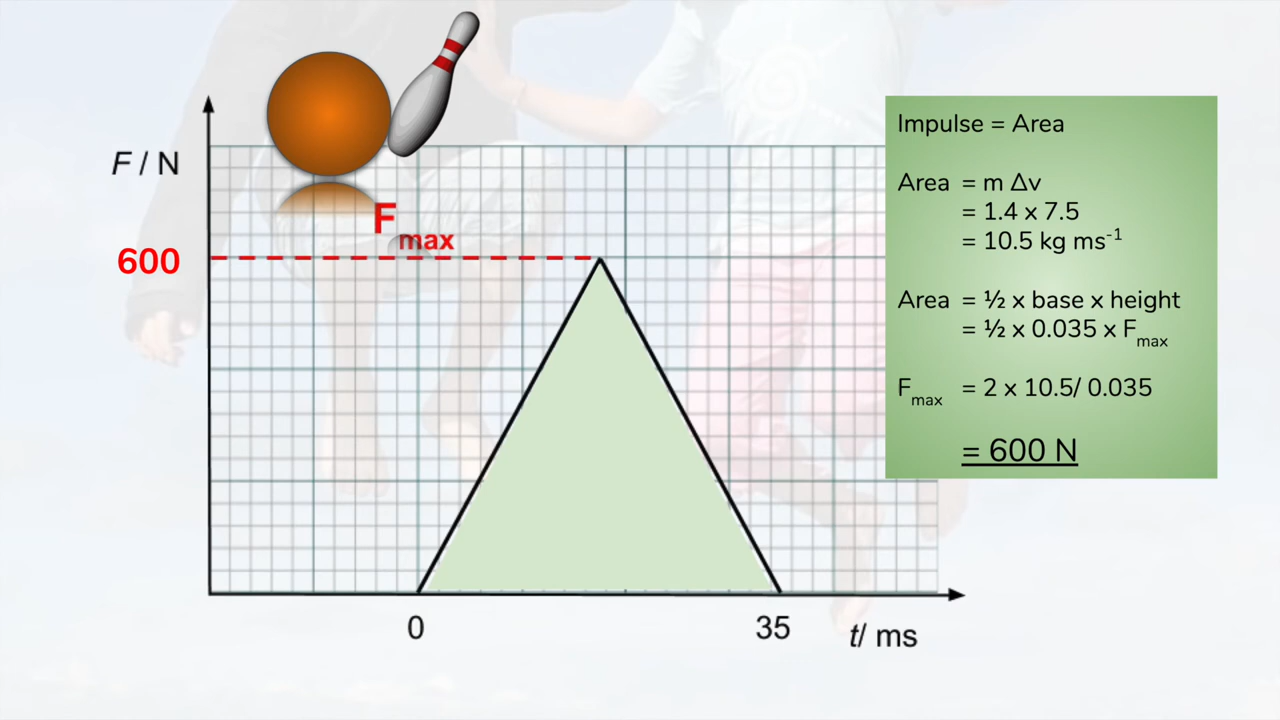 F / N
F max
600
0
35
t/ ms
Impulse = Area
Area = m Δv
= 1.4 x 7.5
= 10.5 kg ms⁻¹
Area = ½ x base x height
= ½ x 0.035 x Fmax
Fmax = 2 x 10.5/ 0.035
= 600 N